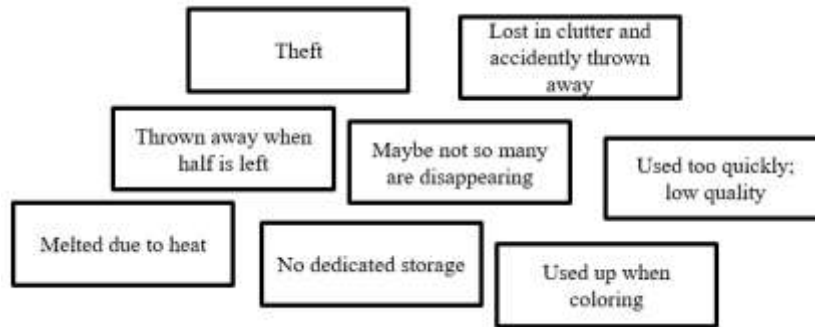 Theft
Lost in clutter and
accidently thrown
away
Thrown away when
half is left
Maybe not so many
are disappearing
Used too quickly;
low quality
Melted due to heat
No dedicated storage
Used up when
coloring